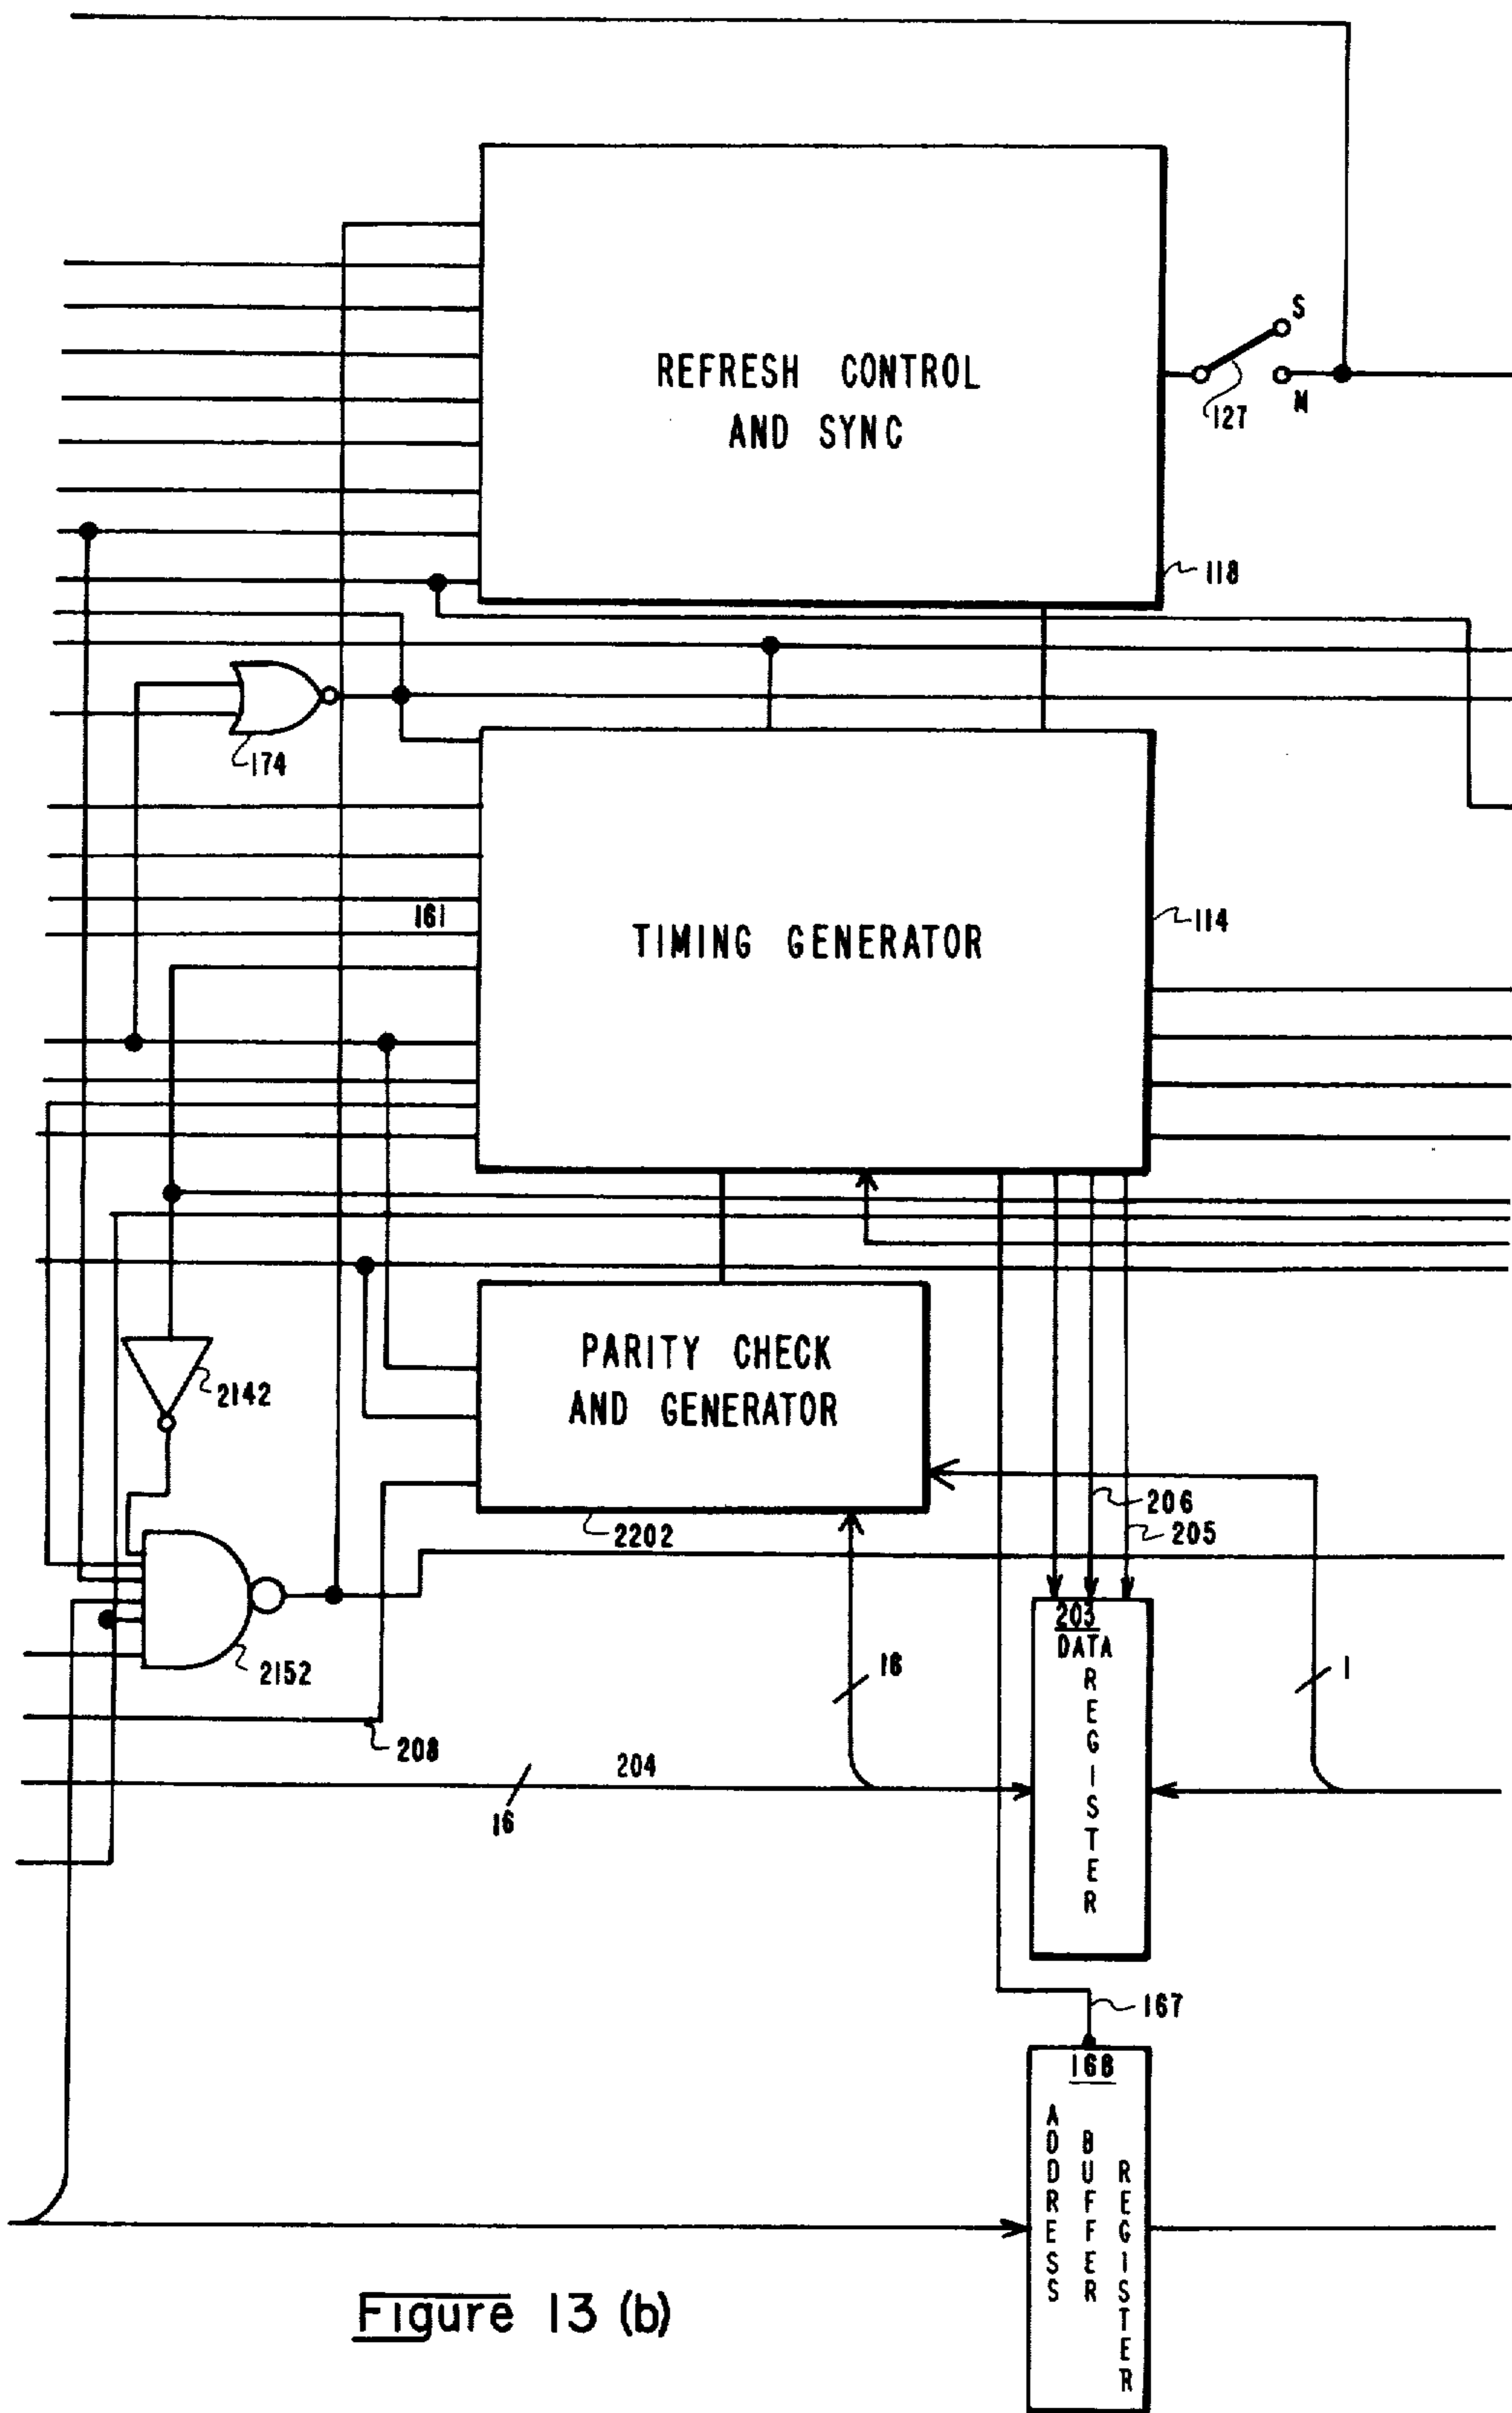 S
REFRESH CONTROL
AND SYNC
127
M
118
174
161
TIMING GENERATOR
114
PARITY CHECK
AND GENERATOR
2142
206
205
2202
203
DATA
REGISTER
2152
16
1
208
204
16
167
168
ADDRESS
BUFFER
REGISTER
Figure 13 (b)